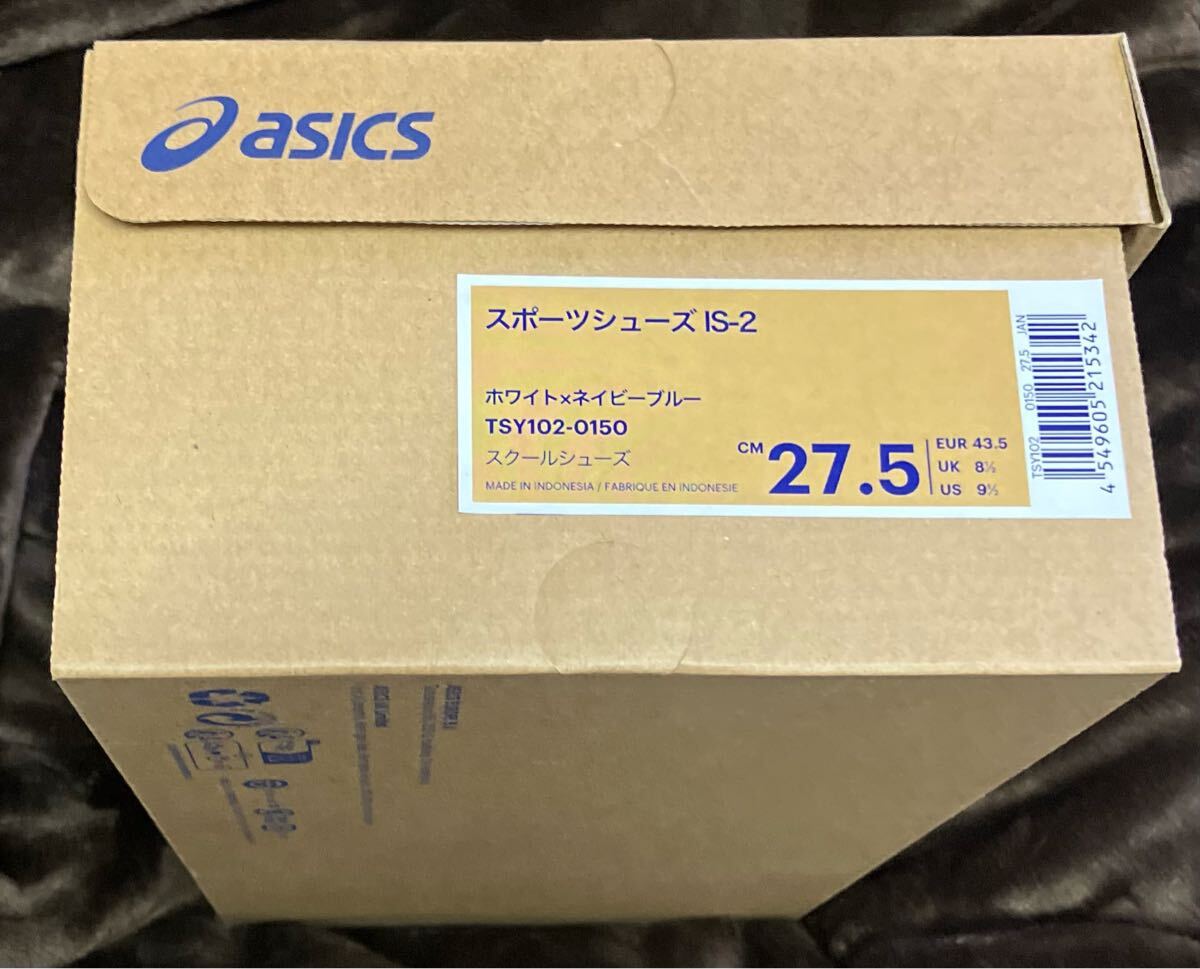 asics
スポーツシューズ IS-2
ホワイト×ネイビーブルー
TSY102-0150
スクールシューズ
MADE IN INDONESIA / FABRIQUE EN INDONESIE
CM 27.5
EUR 43.5
UK 8½
US 9½
TSY102 0150 27.5 JAN
4 549605 215342